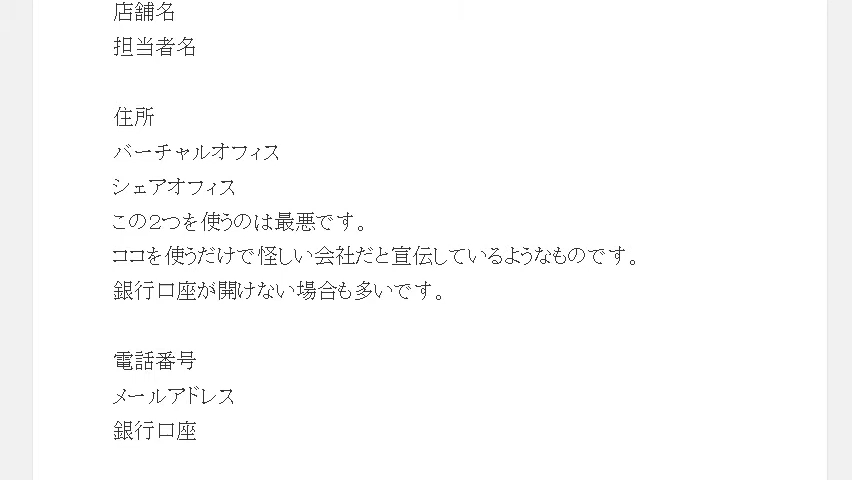 店舗名
担当者名
住所
バーチャルオフィス
シェアオフィス
この２つを使うのは最悪です。
ココを使うだけで怪しい会社だと宣伝しているようなものです。
銀行口座が開けない場合も多いです。
電話番号
メールアドレス
銀行口座